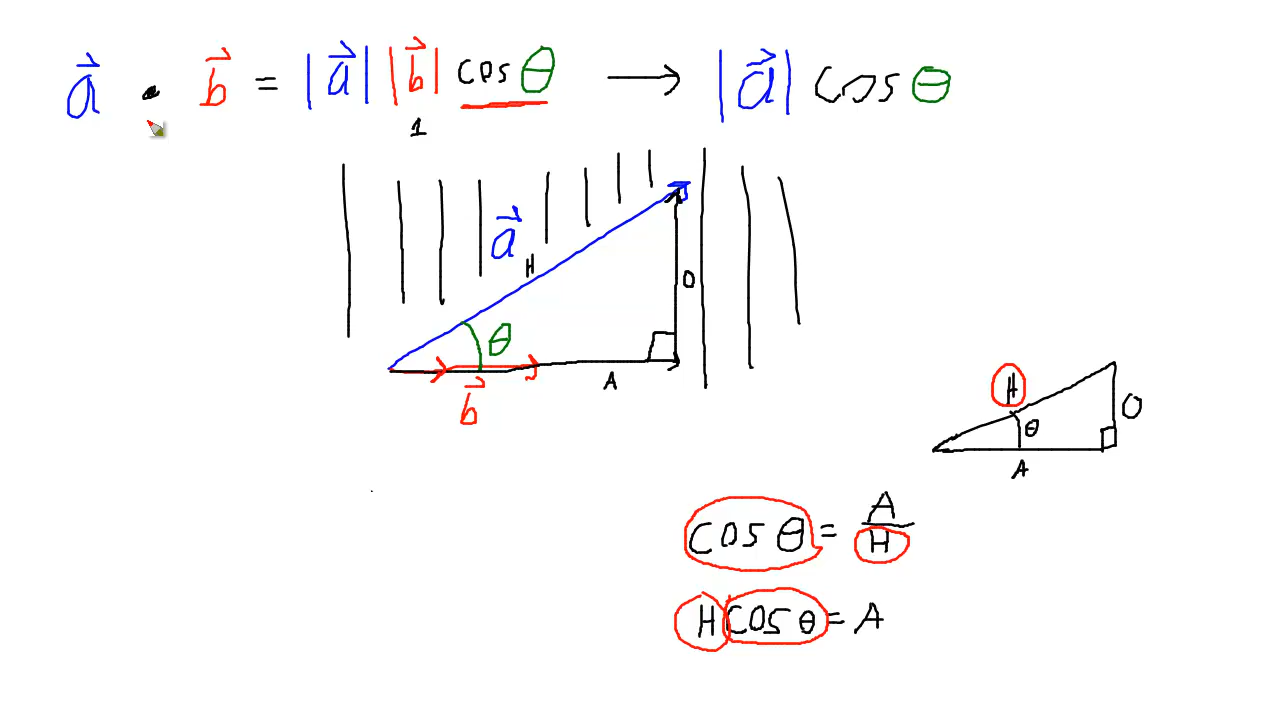 a⃗ • b⃗ = |a⃗| |b⃗| cos θ → |a⃗| cos θ
1
a⃗
H
O
θ
A
b⃗
H
O
θ
A
cos θ = A/H
H cos θ = A